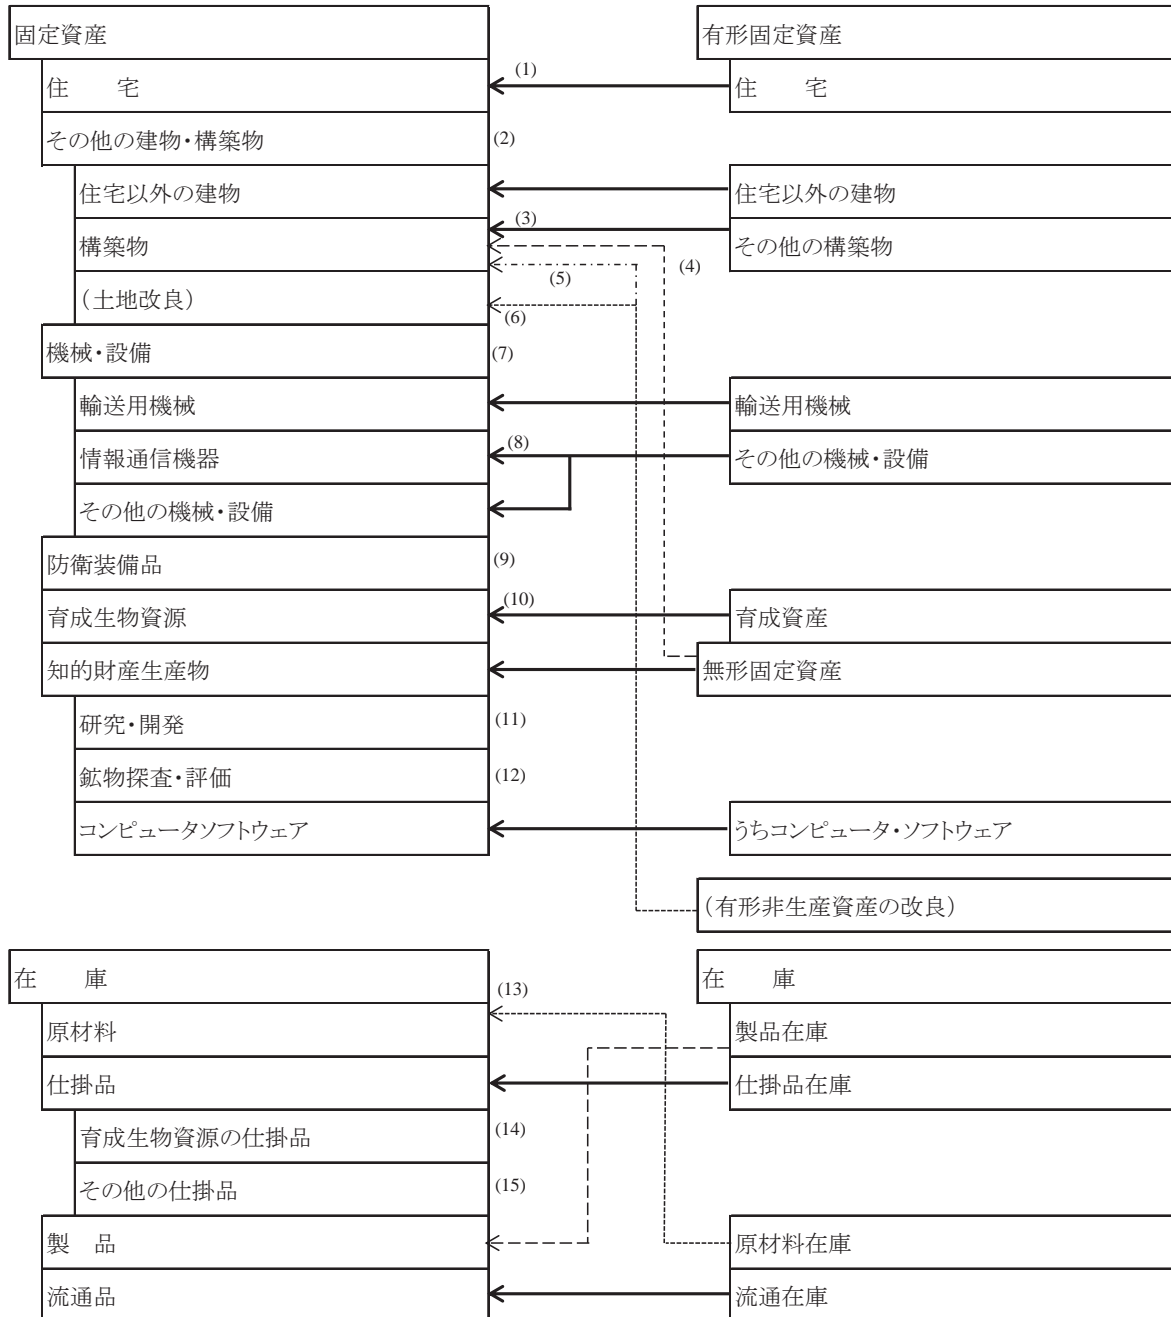 固定資産
有形固定資産
住　宅
(1)
住　宅
その他の建物・構築物
(2)
住宅以外の建物
住宅以外の建物
(3)
構築物
その他の構築物
(4)
(5)
（土地改良）
(6)
機械・設備
(7)
輸送用機械
輸送用機械
情報通信機器
(8)
その他の機械・設備
その他の機械・設備
防衛装備品
(9)
育成生物資源
(10)
育成資産
知的財産生産物
無形固定資産
研究・開発
(11)
鉱物探査・評価
(12)
コンピュータソフトウェア
うちコンピュータ・ソフトウェア
（有形非生産資産の改良）
在　庫
在　庫
(13)
原材料
製品在庫
仕掛品
仕掛品在庫
育成生物資源の仕掛品
(14)
その他の仕掛品
(15)
製　品
原材料在庫
流通品
流通在庫